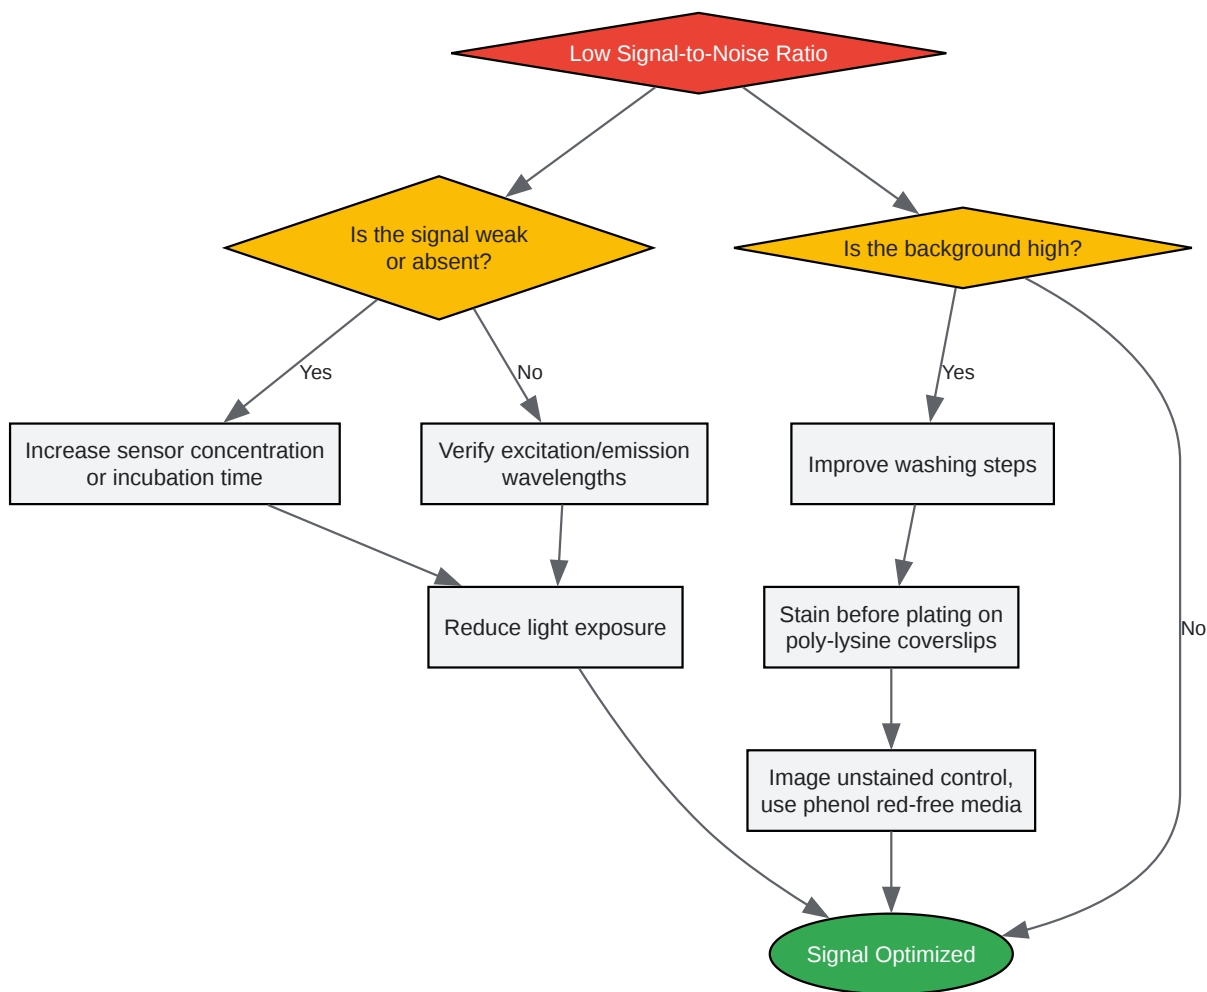 Low Signal-to-Noise Ratio
Is the signal weak
or absent?
Is the background high?
Yes
No
Yes
Increase sensor concentration
or incubation time
Verify excitation/emission
wavelengths
Improve washing steps
Reduce light exposure
Stain before plating on
poly-lysine coverslips
No
Image unstained control,
use phenol red-free media
Signal Optimized